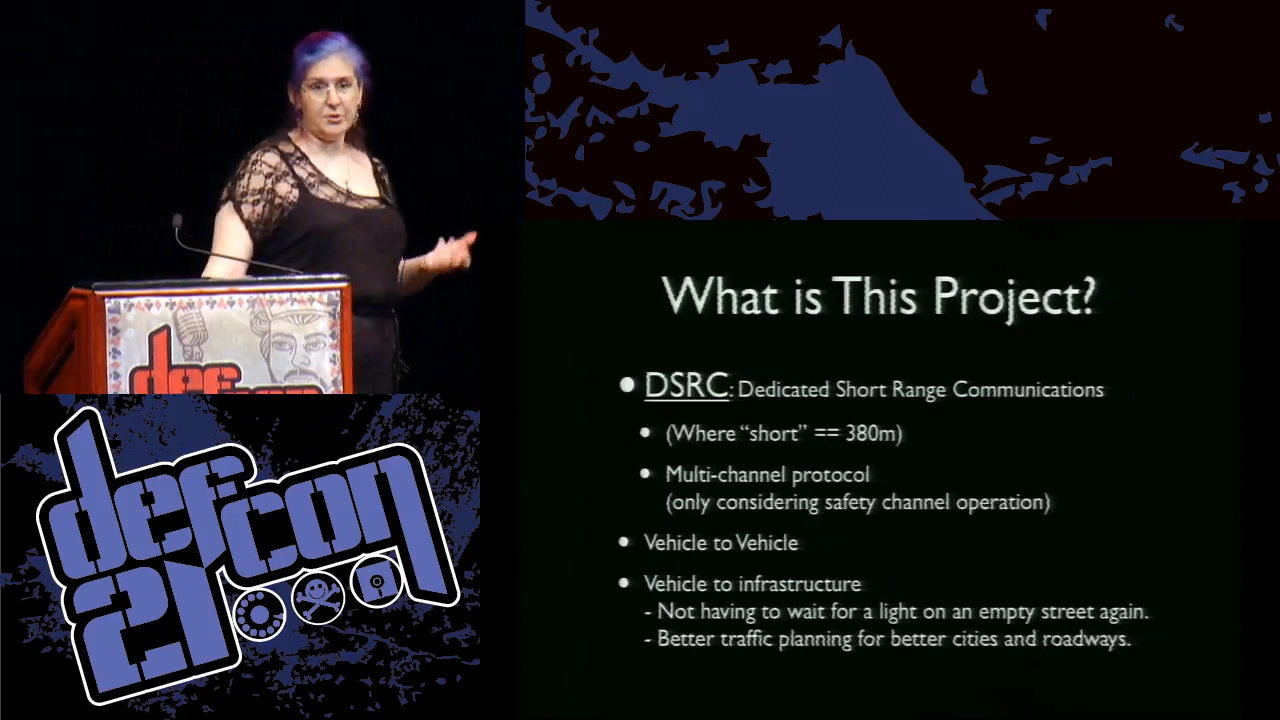 def
con
What is This Project?
• DSRC: Dedicated Short Range Communications
• (Where “short” == 380m)
• Multi-channel protocol
(only considering safety channel operation)
• Vehicle to Vehicle
• Vehicle to infrastructure
- Not having to wait for a light on an empty street again.
- Better traffic planning for better cities and roadways.
defcon
21